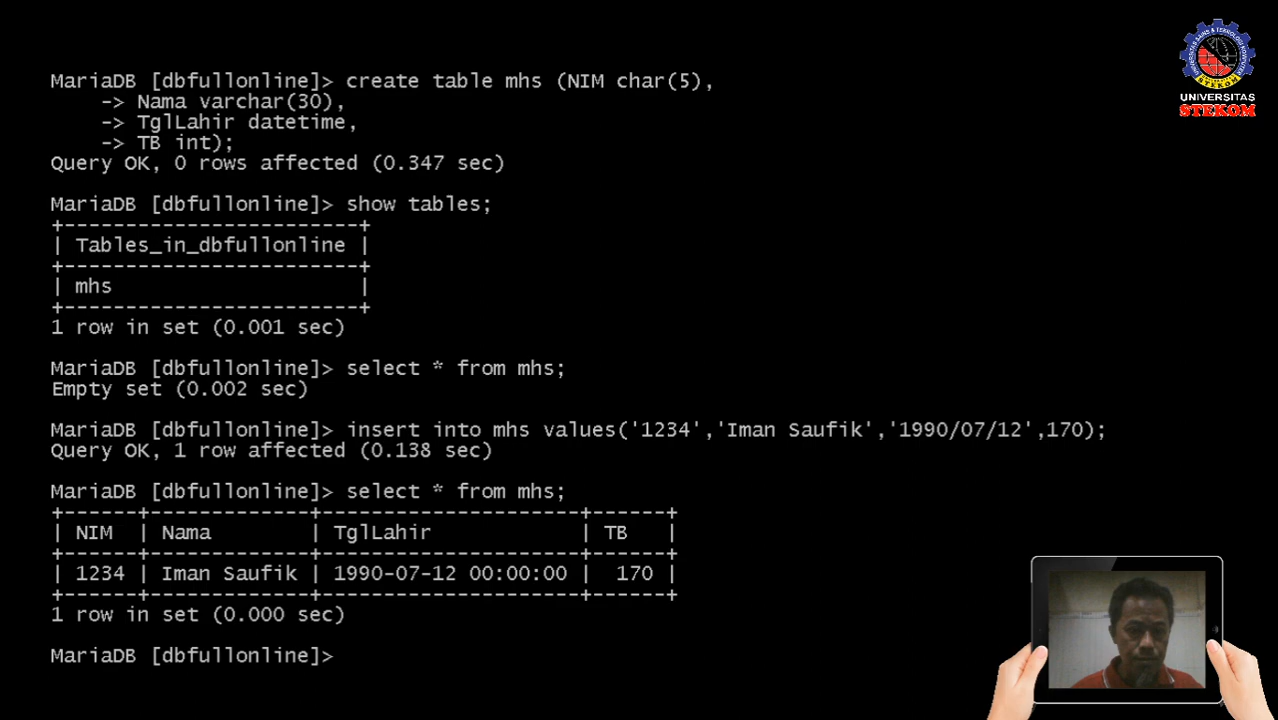 MariaDB [dbfullonline]> create table mhs (NIM char(5),
    -> Nama varchar(30),
    -> TglLahir datetime,
    -> TB int);
Query OK, 0 rows affected (0.347 sec)
MariaDB [dbfullonline]> show tables;
+------------------------+
| Tables_in_dbfullonline |
+------------------------+
| mhs                    |
+------------------------+
1 row in set (0.001 sec)
MariaDB [dbfullonline]> select * from mhs;
Empty set (0.002 sec)
MariaDB [dbfullonline]> insert into mhs values('1234','Iman Saufik','1990/07/12',170);
Query OK, 1 row affected (0.138 sec)
MariaDB [dbfullonline]> select * from mhs;
+------+-------------+---------------------+------+
| NIM  | Nama        | TglLahir            | TB   |
+------+-------------+---------------------+------+
| 1234 | Iman Saufik | 1990-07-12 00:00:00 |  170 |
+------+-------------+---------------------+------+
1 row in set (0.000 sec)
MariaDB [dbfullonline]>
STEKOM
UNIVERSITAS
STEKOM